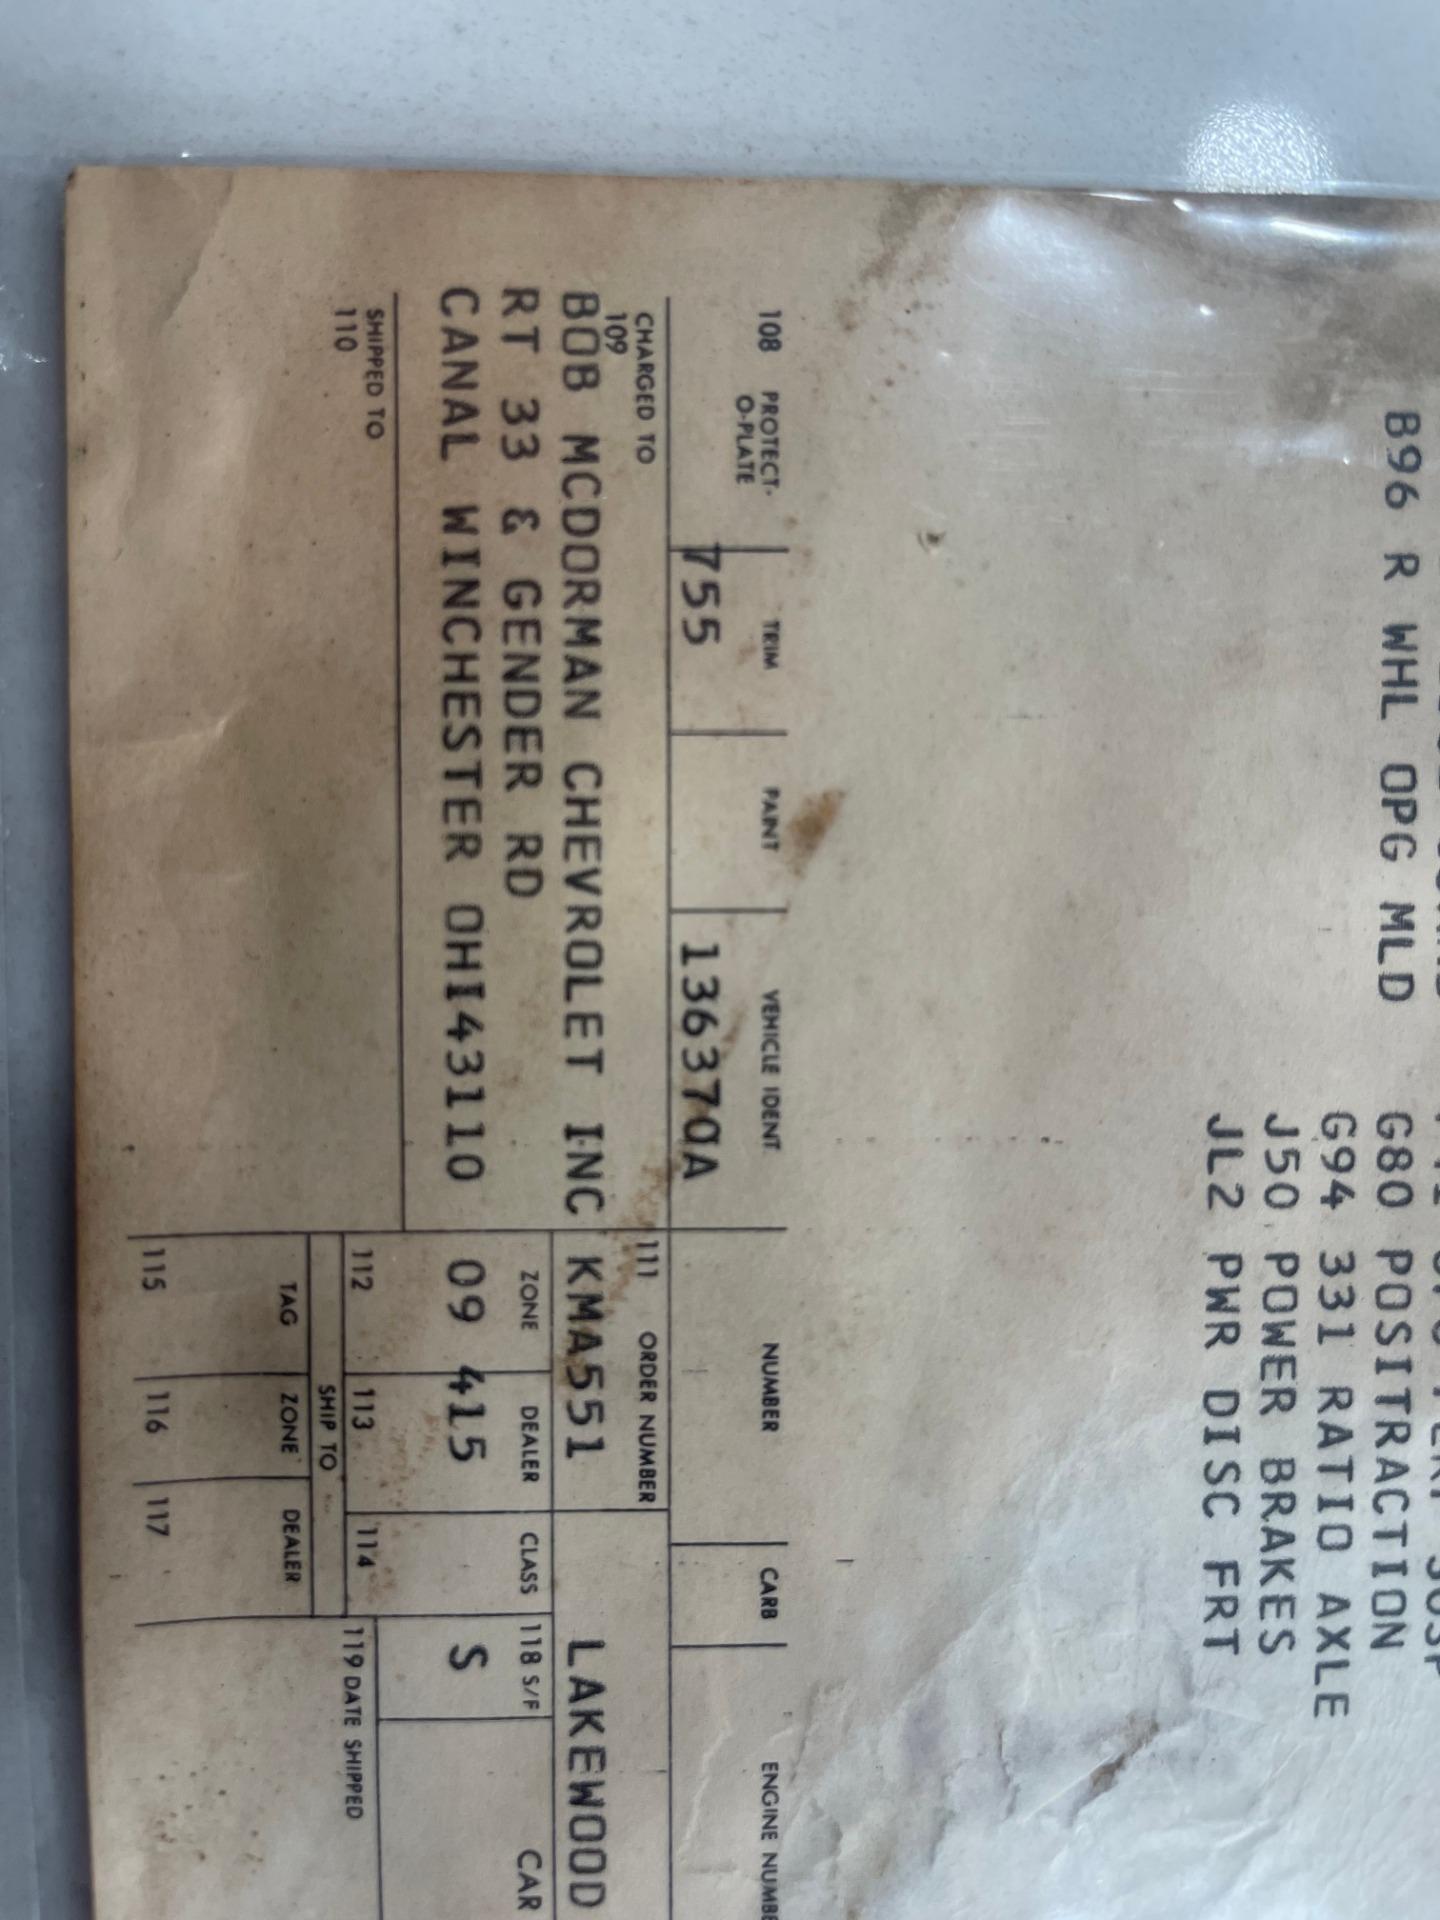 G80 POSITRACTION
B96 R WHL OPG MLD G94 331 RATIO AXLE
J50 POWER BRAKES
JL2 PWR DISC FRT
108 PROTECT-O-PLATE TRIM PAINT VEHICLE IDENT NUMBER CARB ENGINE NUMBE
755 136370A
CHARGED TO 111 ORDER NUMBER
109
BOB MCDORMAN CHEVROLET INC KMA551 LAKEWOOD
RT 33 & GENDER RD ZONE DEALER CLASS 118 S/F CAR
CANAL WINCHESTER OHI43110 09 415 S
SHIPPED TO 112 113 114 119 DATE SHIPPED
110 SHIP TO
TAG ZONE DEALER
115 116 117